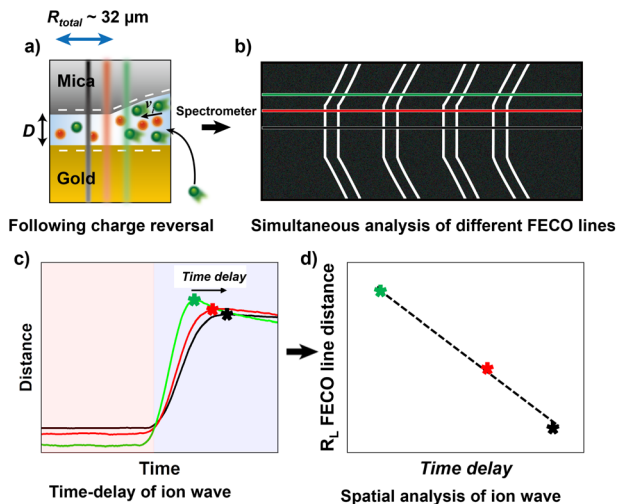 R_total ~ 32 µm
a)
b)
Mica
v_i
Spectrometer
D
Gold
Following charge reversal
Simultaneous analysis of different FECO lines
c)
d)
Time delay
Distance
R_L FECO line distance
Time
Time delay
Time-delay of ion wave
Spatial analysis of ion wave